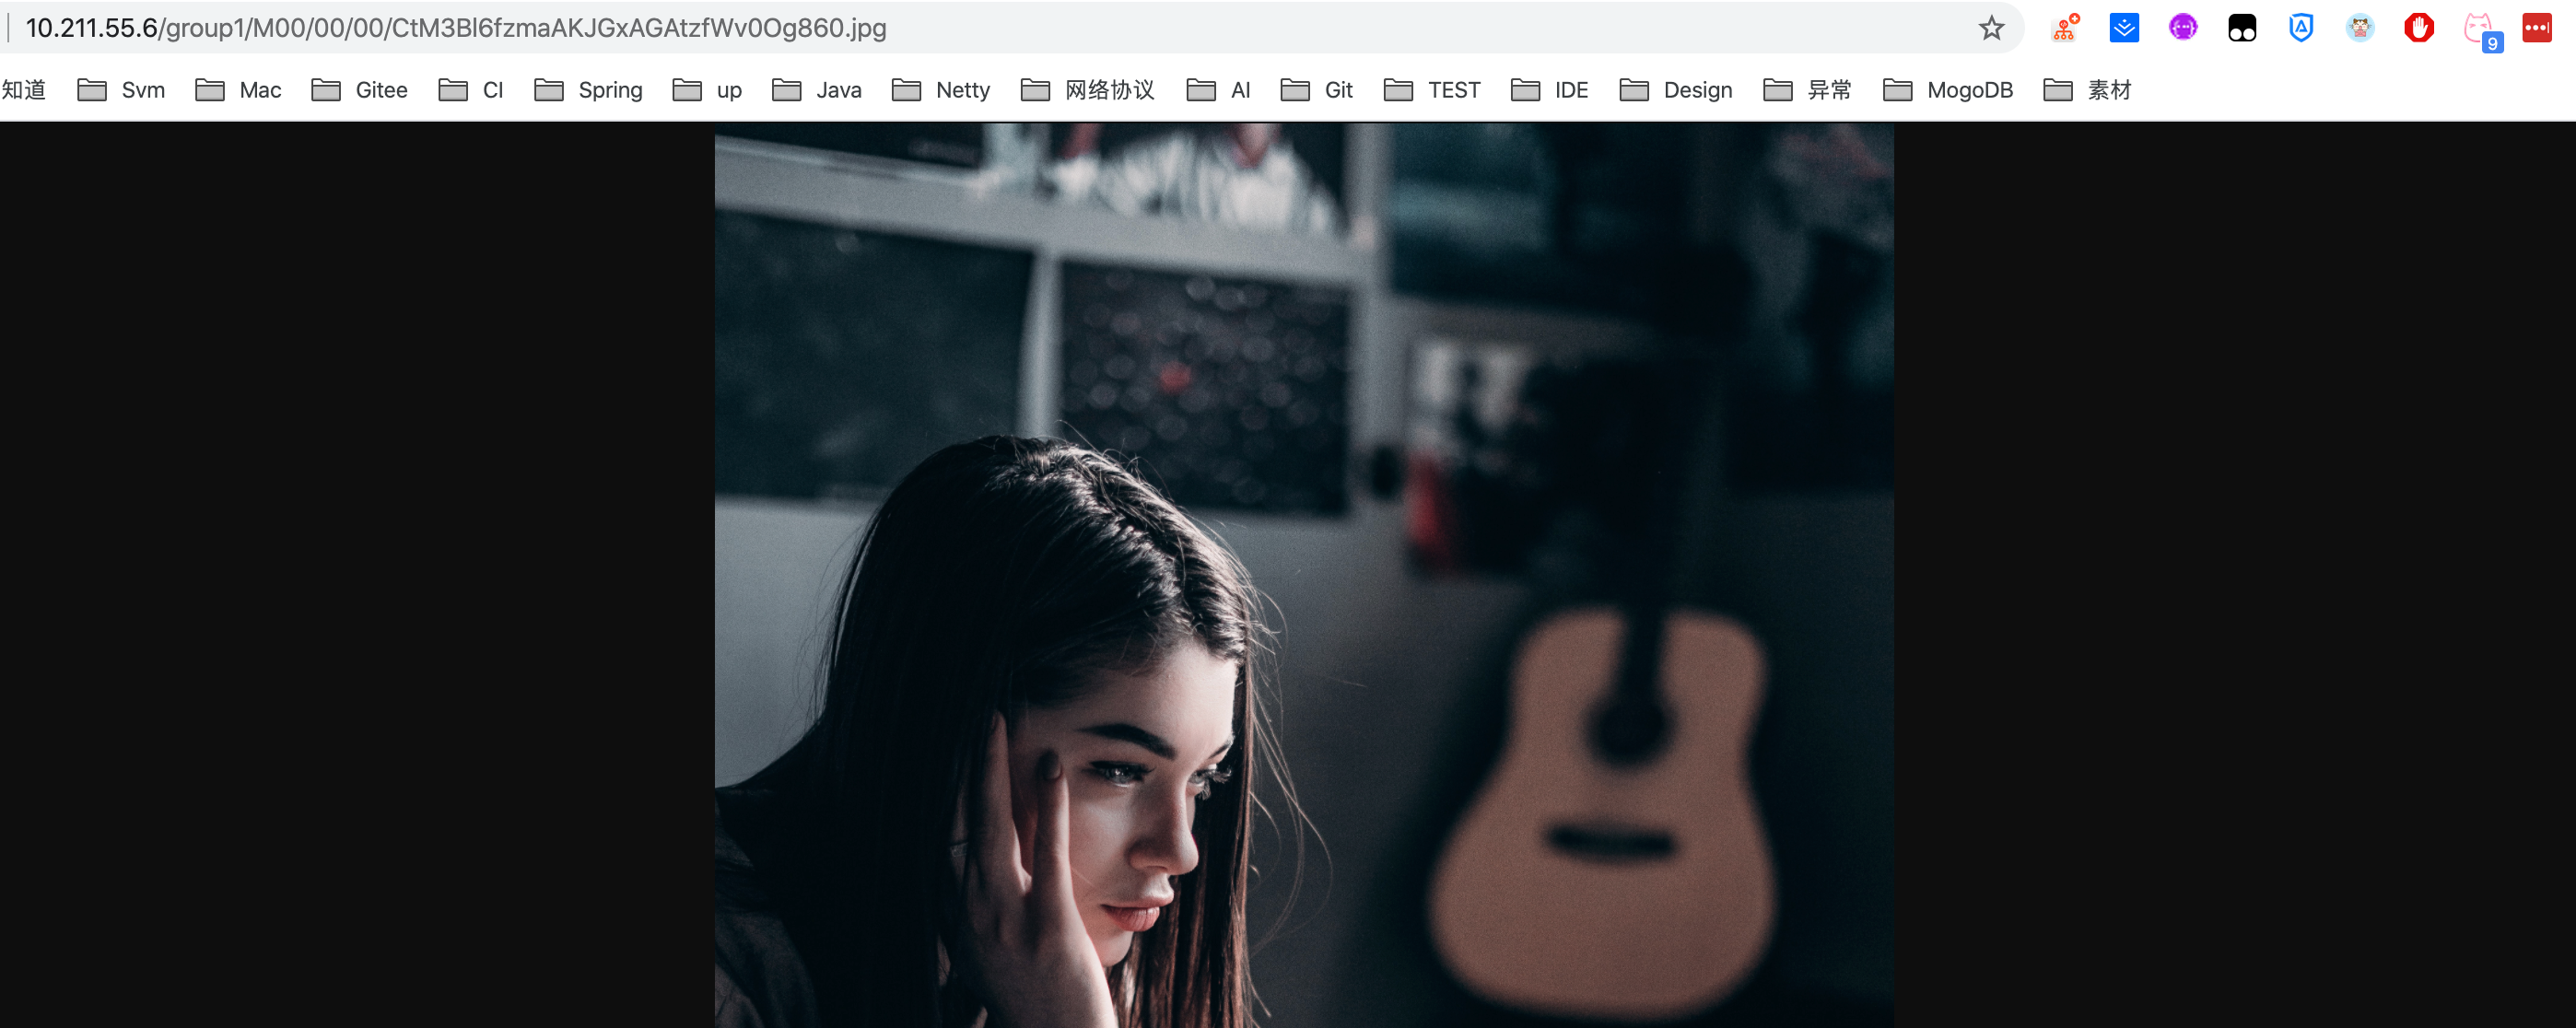 10.211.55.6/group1/M00/00/00/CtM3Bl6fzmaAKJGxAGAtzfWv0Og860.jpg
9
知道 Svm Mac Gitee CI Spring up Java Netty 网络协议 AI Git TEST IDE Design 异常 MogoDB 素材